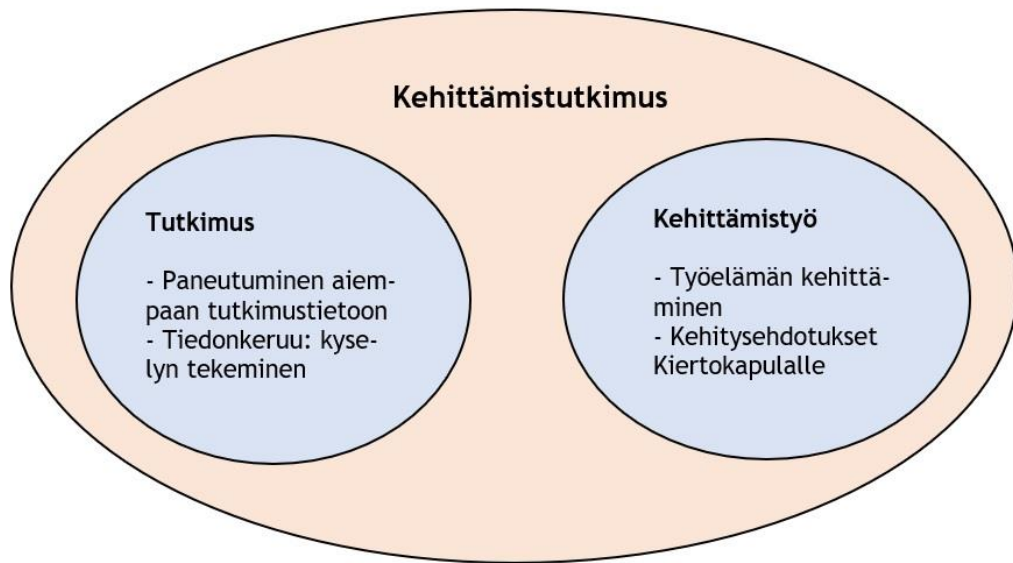 Kehittämistutkimus
Tutkimus
- Paneutuminen aiem-
paan tutkimustietoon
- Tiedonkeruu: kyse-
lyn tekeminen
Kehittämistyö
- Työelämän kehittä-
minen
- Kehitysehdotukset
Kiertokapulalle